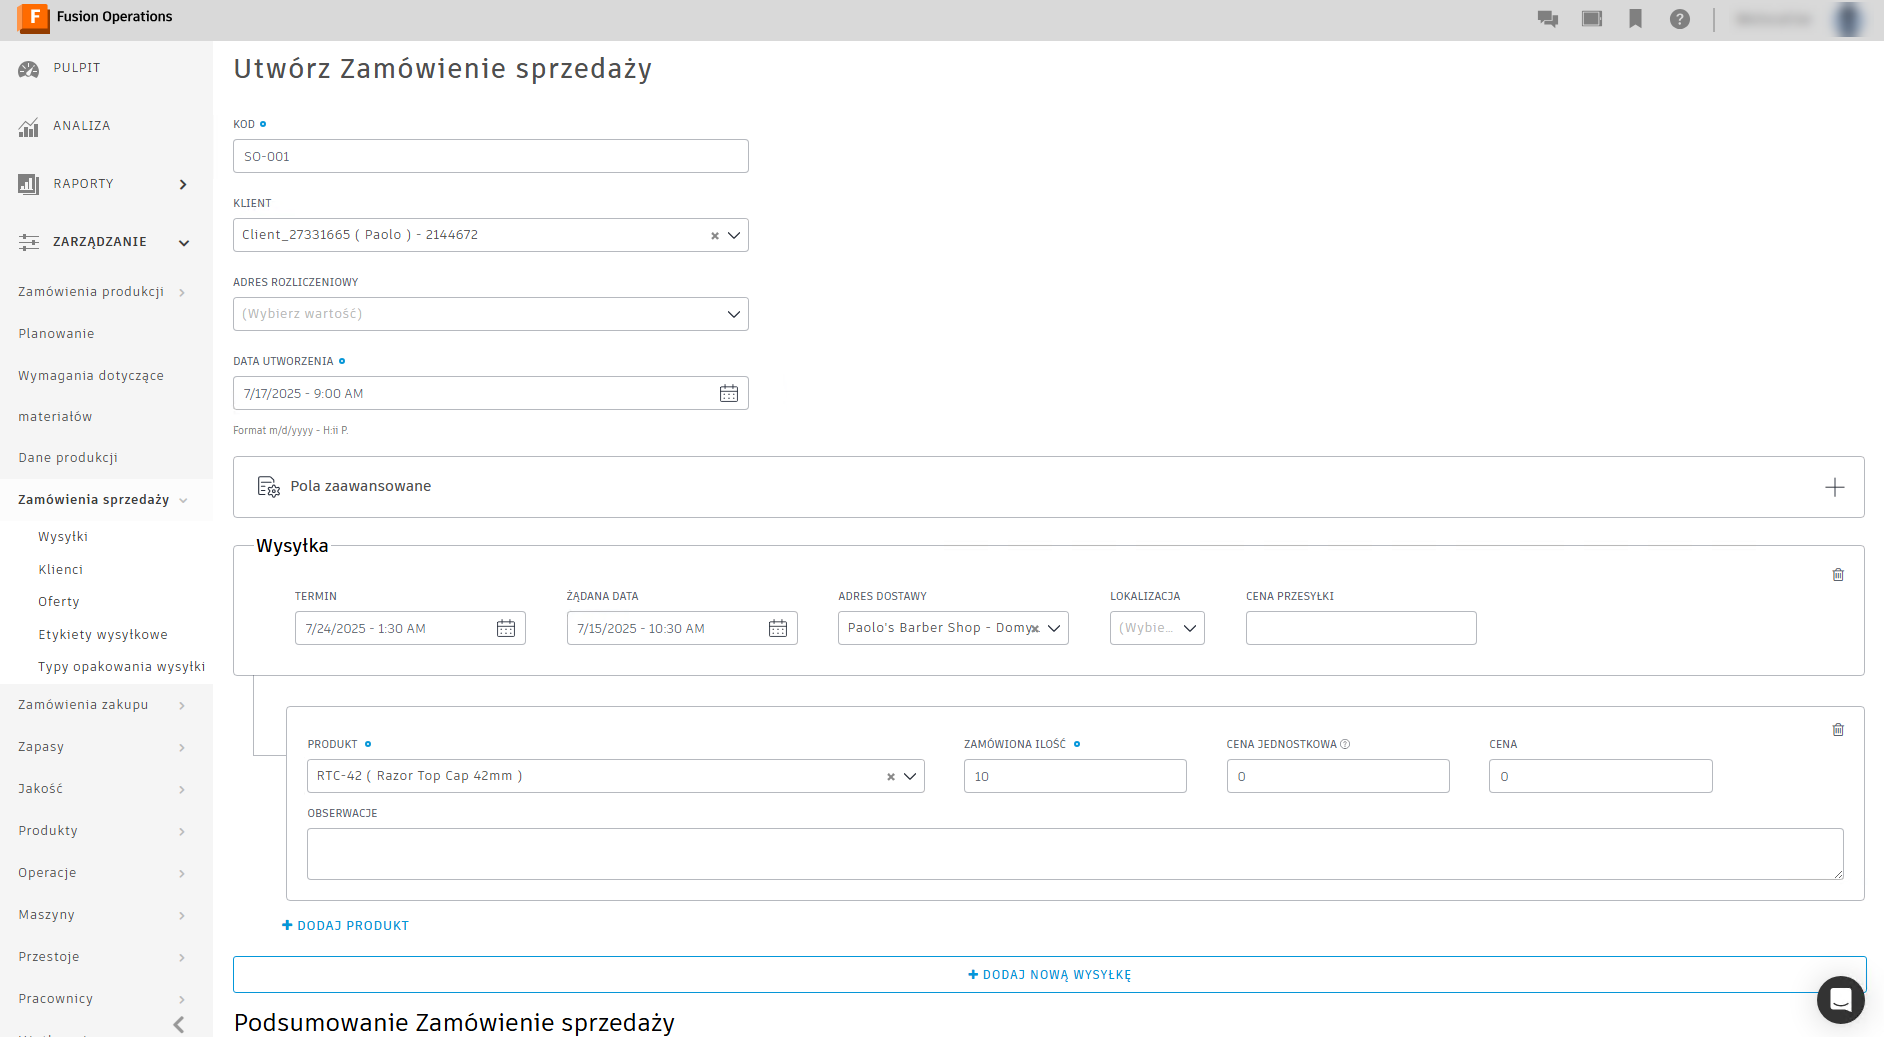 F Fusion Operations
PULPIT
ANALIZA
RAPORTY
ZARZĄDZANIE
Zamówienia produkcji
Planowanie
Wymagania dotyczące
materiałów
Dane produkcji
Zamówienia sprzedaży
Wysyłki
Klienci
Oferty
Etykiety wysyłkowe
Typy opakowania wysyłki
Zamówienia zakupu
Zapasy
Jakość
Produkty
Operacje
Maszyny
Przestoje
Pracownicy
Utwórz Zamówienie sprzedaży
KOD
SO-001
KLIENT
Client_27331665 ( Paolo ) - 2144672
ADRES ROZLICZENIOWY
(Wybierz wartość)
DATA UTWORZENIA
7/17/2025 - 9:00 AM
Format m/d/yyyy - H:ii P.
Pola zaawansowane
Wysyłka
TERMIN ŻĄDANA DATA ADRES DOSTAWY LOKALIZACJA CENA PRZESYŁKI
7/24/2025 - 1:30 AM 7/15/2025 - 10:30 AM Paolo's Barber Shop - Domy (Wybie...
PRODUKT ZAMÓWIONA ILOŚĆ CENA JEDNOSTKOWA CENA
RTC-42 ( Razor Top Cap 42mm ) 10 0 0
OBSERWACJE
+ DODAJ PRODUKT
+ DODAJ NOWĄ WYSYŁKĘ
Podsumowanie Zamówienie sprzedaży